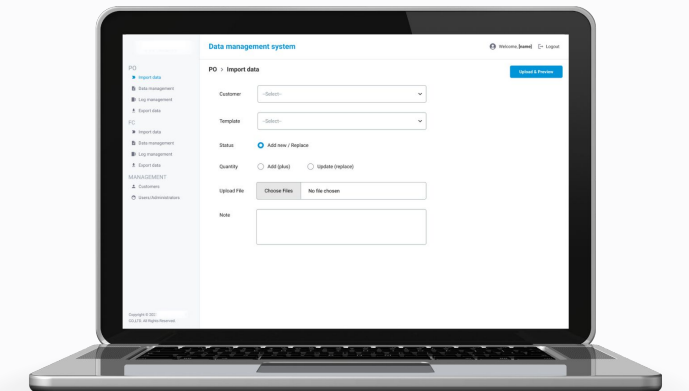 Data management system
Welcome, [name]
Logout
PO
Import data
Data management
Log management
Export data
FC
Import data
Data management
Log management
Export data
MANAGEMENT
Customers
Users/Administrators
Copyright © 202
CO.LTD. All Rights Reserved.
PO > Import data
Upload & Preview
Customer
-Select-
Template
-Select-
Status
Add new / Replace
Quantity
Add (plus)
Update (replace)
Upload File
Choose Files
No file chosen
Note